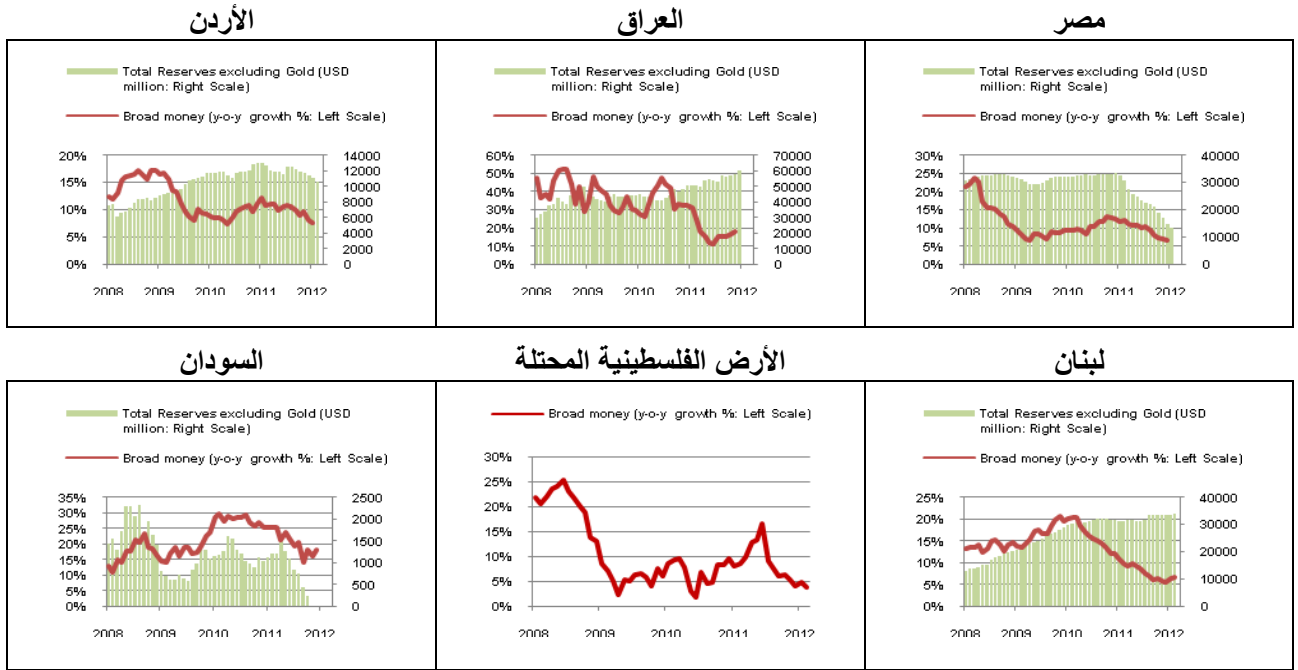 الأردن
العراق
مصر
Total Reserves excluding Gold (USD
million: Right Scale)
Broad money (y-o-y growth %: Left Scale)
20%
15%
10%
5%
0%
14000
12000
10000
8000
6000
4000
2000
0
2008 2009 2010 2011 2012
Total Reserves excluding Gold (USD
million: Right Scale)
Broad money (y-o-y growth %: Left Scale)
60%
50%
40%
30%
20%
10%
0%
70000
60000
50000
40000
30000
20000
10000
0
2008 2009 2010 2011 2012
Total Reserves excluding Gold (USD
million: Right Scale)
Broad money (y-o-y growth %: Left Scale)
30%
25%
20%
15%
10%
5%
0%
40000
30000
20000
10000
0
2008 2009 2010 2011 2012
السودان
الأرض الفلسطينية المحتلة
لبنان
Total Reserves excluding Gold (USD
million: Right Scale)
Broad money (y-o-y growth %: Left Scale)
35%
30%
25%
20%
15%
10%
5%
0%
2500
2000
1500
1000
500
0
2008 2009 2010 2011 2012
Broad money (y-o-y growth %: Left Scale)
30%
25%
20%
15%
10%
5%
0%
2008 2009 2010 2011 2012
Total Reserves excluding Gold (USD
million: Right Scale)
Broad money (y-o-y growth %: Left Scale)
25%
20%
15%
10%
5%
0%
40000
30000
20000
10000
0
2008 2009 2010 2011 2012